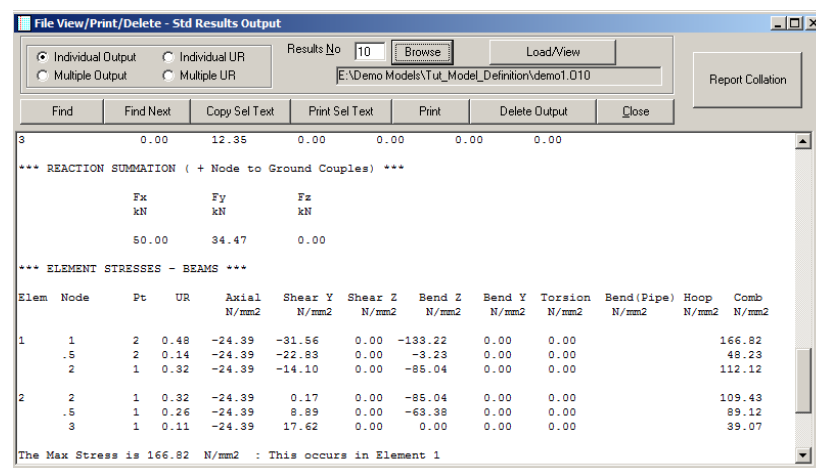 File View/Print/Delete - Std Results Output
Individual Output Individual UR Results No 10 Browse Load/View
Multiple Output Multiple UR E:\Demo Models\Tut_Model_Definition\demo1.O10 Report Collation
Find Find Next Copy Sel Text Print Sel Text Print Delete Output Close
3 0.00 12.35 0.00 0.00 0.00 0.00
*** REACTION SUMMATION ( + Node to Ground Couples) ***
Fx Fy Fz
kN kN kN
50.00 34.47 0.00
*** ELEMENT STRESSES - BEAMS ***
Elem Node Pt UR Axial Shear Y Shear Z Bend Z Bend Y Torsion Bend(Pipe) Hoop Comb
N/mm2 N/mm2 N/mm2 N/mm2 N/mm2 N/mm2 N/mm2 N/mm2 N/mm2
1 1 2 0.48 -24.39 -31.56 0.00 -133.22 0.00 0.00 166.82
.5 2 0.14 -24.39 -22.83 0.00 -3.23 0.00 0.00 48.23
2 1 0.32 -24.39 -14.10 0.00 -85.04 0.00 0.00 112.12
2 2 1 0.32 -24.39 0.17 0.00 -85.04 0.00 0.00 109.43
.5 1 0.26 -24.39 8.89 0.00 -63.38 0.00 0.00 89.12
3 1 0.11 -24.39 17.62 0.00 0.00 0.00 0.00 39.07
The Max Stress is 166.82 N/mm2 : This occurs in Element 1